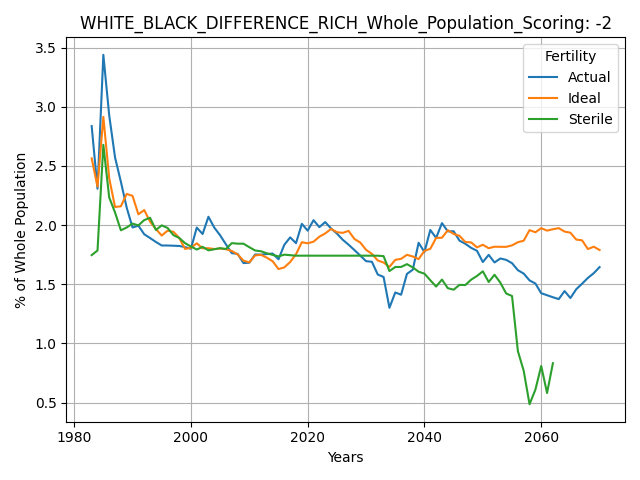 WHITE_BLACK_DIFFERENCE_RICH_Whole_Population_Scoring: -2
Fertility
Actual
Ideal
Sterile
% of Whole Population
3.5
3.0
2.5
2.0
1.5
1.0
0.5
1980
2000
2020
2040
2060
Years